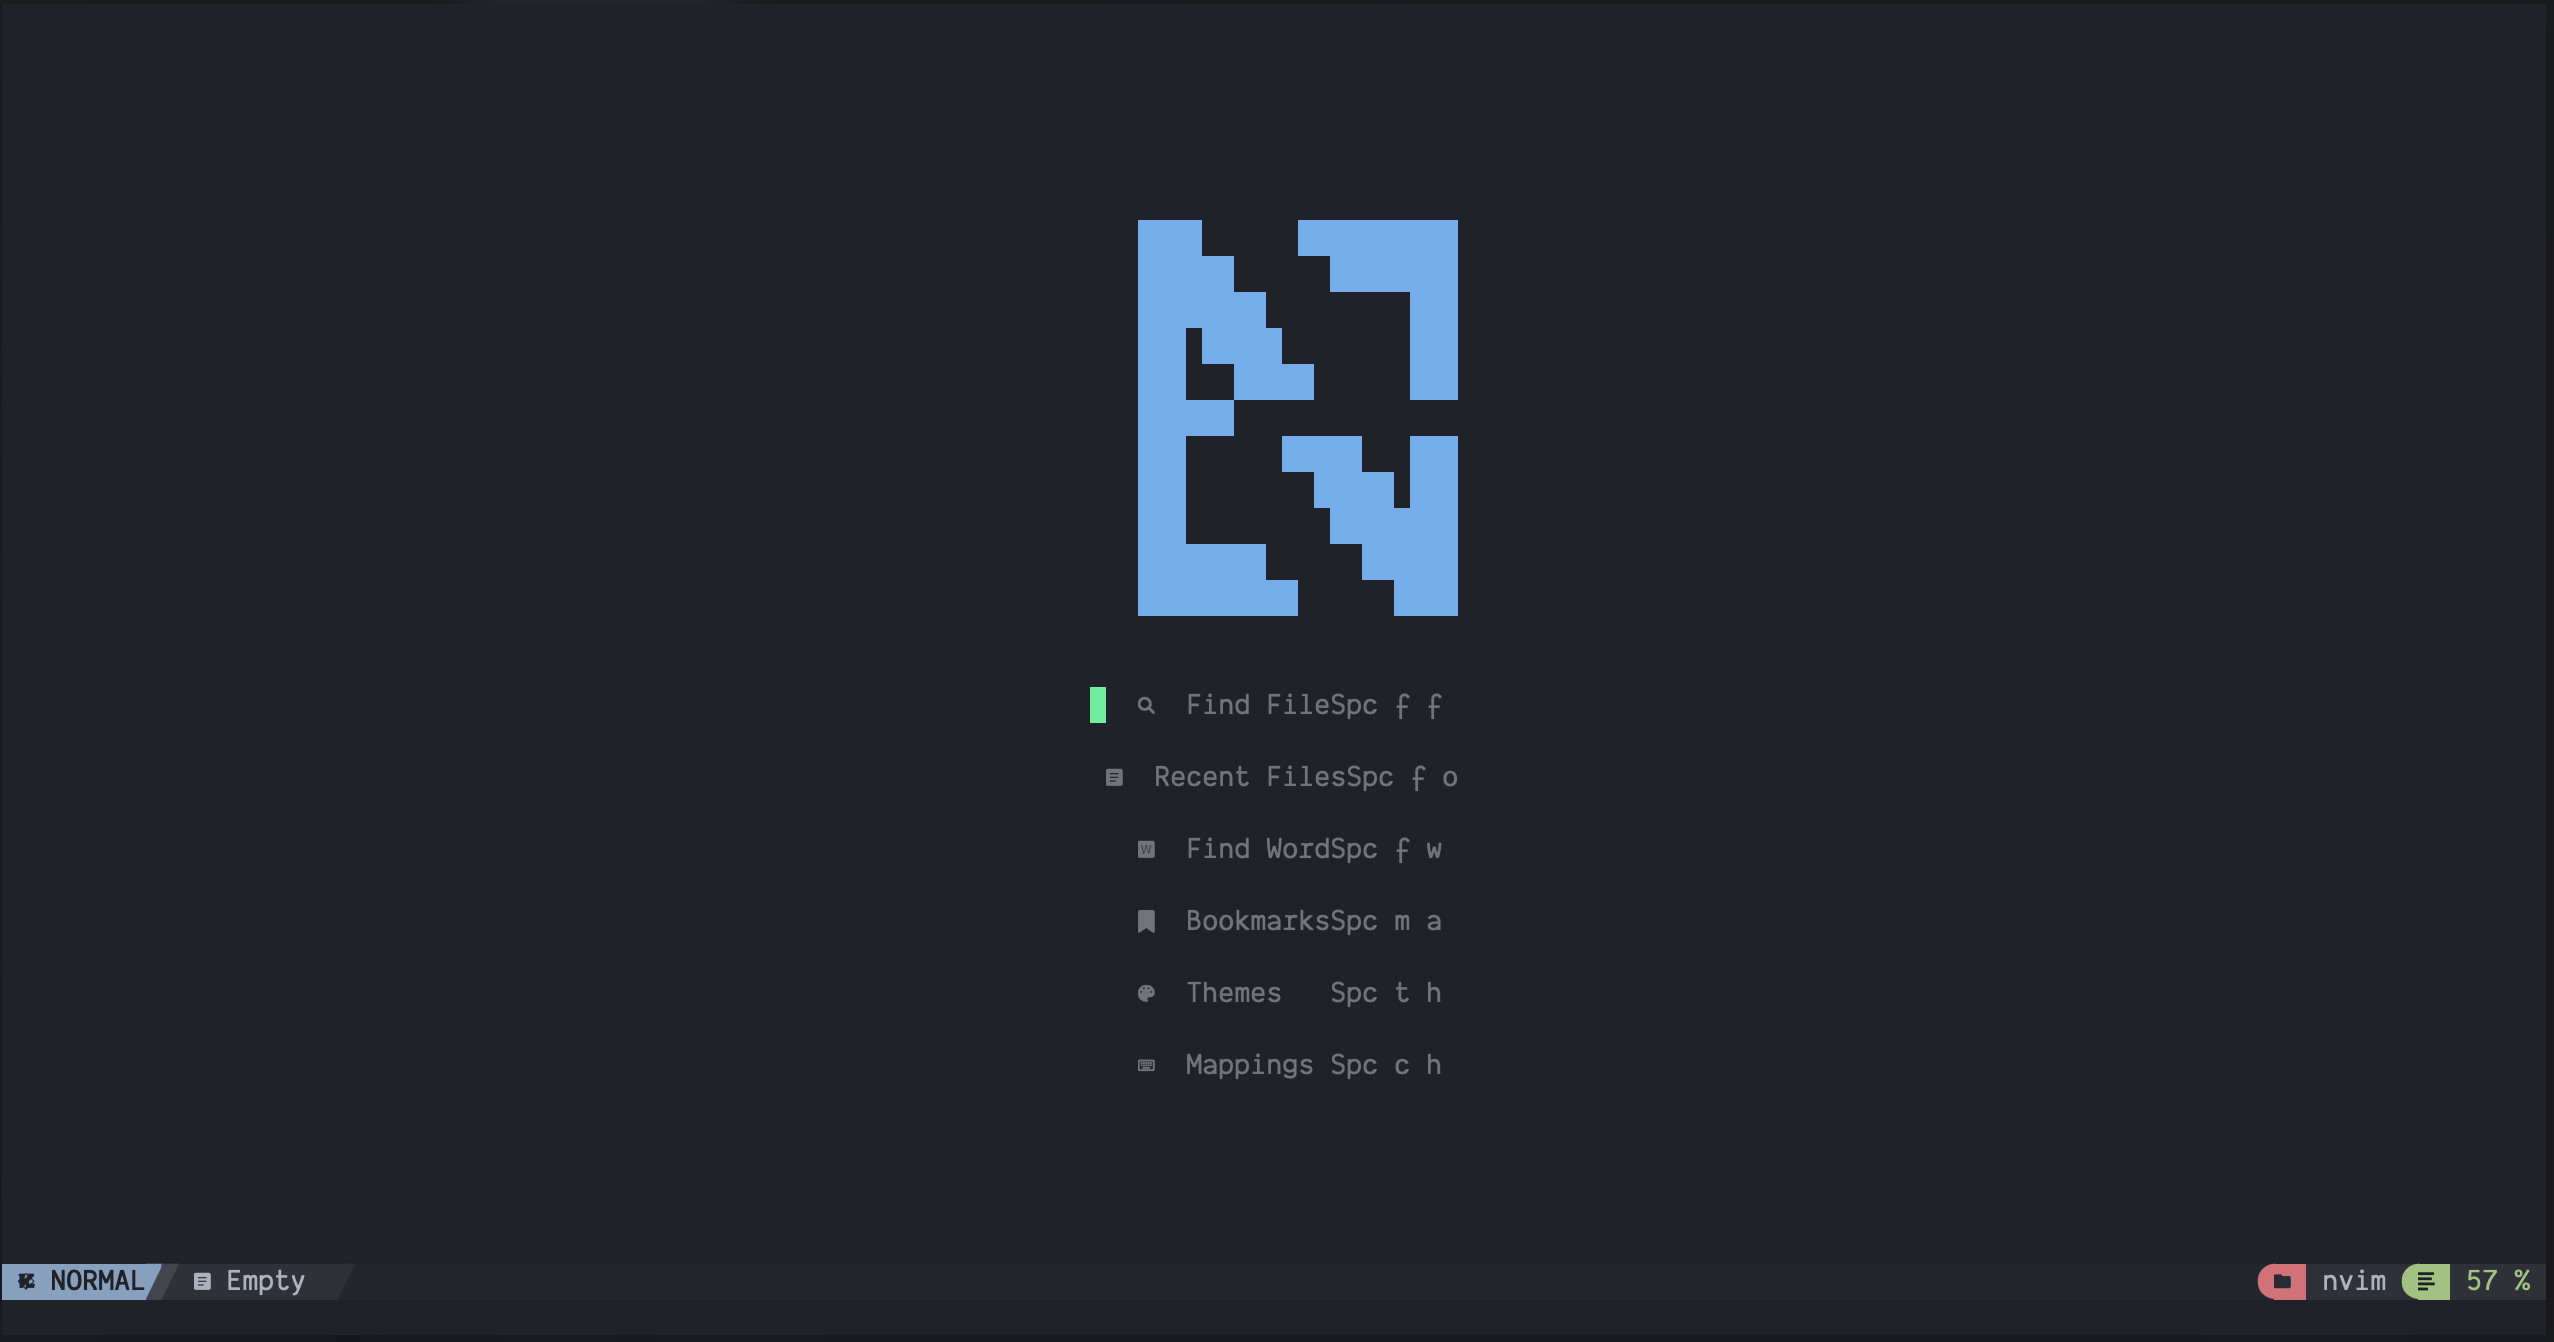 Find FileSpc f f
Recent FilesSpc f o
Find WordSpc f w
BookmarksSpc m a
Themes   Spc t h
Mappings Spc c h
NORMAL Empty nvim 57 %